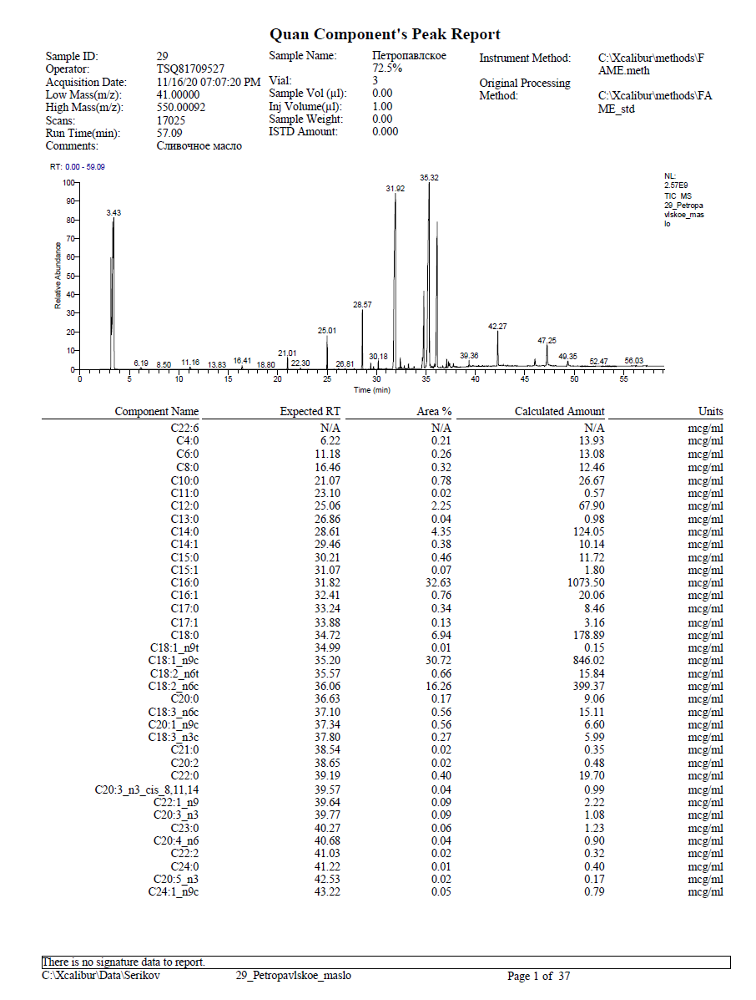 Quan Component's Peak Report
Sample ID: 29
Operator: TSQ81709527
Acquisition Date: 11/16/20 07:07:20 PM
Low Mass(m/z): 41.00000
High Mass(m/z): 550.00092
Scans: 17025
Run Time(min): 57.09
Comments: Сливочное масло
Sample Name: Петропавлское
72.5%
Vial: 3
Sample Vol (µl): 0.00
Inj Volume(µl): 1.00
Sample Weight: 0.00
ISTD Amount: 0.000
Instrument Method: C:\Xcalibur\methods\F
AME.meth
Original Processing
Method: C:\Xcalibur\methods\FA
ME_std
RT: 0.00 - 59.09
NL:
2.57E9
TIC MS
29_Petropa
vlskoe_mas
lo
Relative Abundance
100
90
80
70
60
50
40
30
20
10
0
3.43
6.19
8.50
11.16
13.83
16.41
18.80
21.01
22.30
25.01
26.81
28.57
30.18
31.92
35.32
39.36
42.27
47.25
49.35
52.47
56.03
0 5 10 15 20 25 30 35 40 45 50 55
Time (min)
Component Name Expected RT Area % Calculated Amount Units
C22:6 N/A N/A N/A mcg/ml
C4:0 6.22 0.21 13.93 mcg/ml
C6:0 11.18 0.26 13.08 mcg/ml
C8:0 16.46 0.32 12.46 mcg/ml
C10:0 21.07 0.78 26.67 mcg/ml
C11:0 23.10 0.02 0.57 mcg/ml
C12:0 25.06 2.25 67.90 mcg/ml
C13:0 26.86 0.04 0.98 mcg/ml
C14:0 28.61 4.35 124.05 mcg/ml
C14:1 29.46 0.38 10.14 mcg/ml
C15:0 30.21 0.46 11.72 mcg/ml
C15:1 31.07 0.07 1.80 mcg/ml
C16:0 31.82 32.63 1073.50 mcg/ml
C16:1 32.41 0.76 20.06 mcg/ml
C17:0 33.24 0.34 8.46 mcg/ml
C17:1 33.88 0.13 3.16 mcg/ml
C18:0 34.72 6.94 178.89 mcg/ml
C18:1_n9t 34.99 0.01 0.15 mcg/ml
C18:1_n9c 35.20 30.72 846.02 mcg/ml
C18:2_n6t 35.57 0.66 15.84 mcg/ml
C18:2_n6c 36.06 16.26 399.37 mcg/ml
C20:0 36.63 0.17 9.06 mcg/ml
C18:3_n6c 37.10 0.56 15.11 mcg/ml
C20:1_n9c 37.34 0.56 6.60 mcg/ml
C18:3_n3c 37.80 0.27 5.99 mcg/ml
C21:0 38.54 0.02 0.35 mcg/ml
C20:2 38.65 0.02 0.48 mcg/ml
C22:0 39.19 0.40 19.70 mcg/ml
C20:3_n3_cis_8,11,14 39.57 0.04 0.99 mcg/ml
C22:1_n9 39.64 0.09 2.22 mcg/ml
C20:3_n3 39.77 0.09 1.08 mcg/ml
C23:0 40.27 0.06 1.23 mcg/ml
C20:4_n6 40.68 0.04 0.90 mcg/ml
C22:2 41.03 0.02 0.32 mcg/ml
C24:0 41.22 0.01 0.40 mcg/ml
C20:5_n3 42.53 0.02 0.17 mcg/ml
C24:1_n9c 43.22 0.05 0.79 mcg/ml
There is no signature data to report.
C:\Xcalibur\Data\Serikov 29_Petropavlskoe_maslo Page 1 of 37